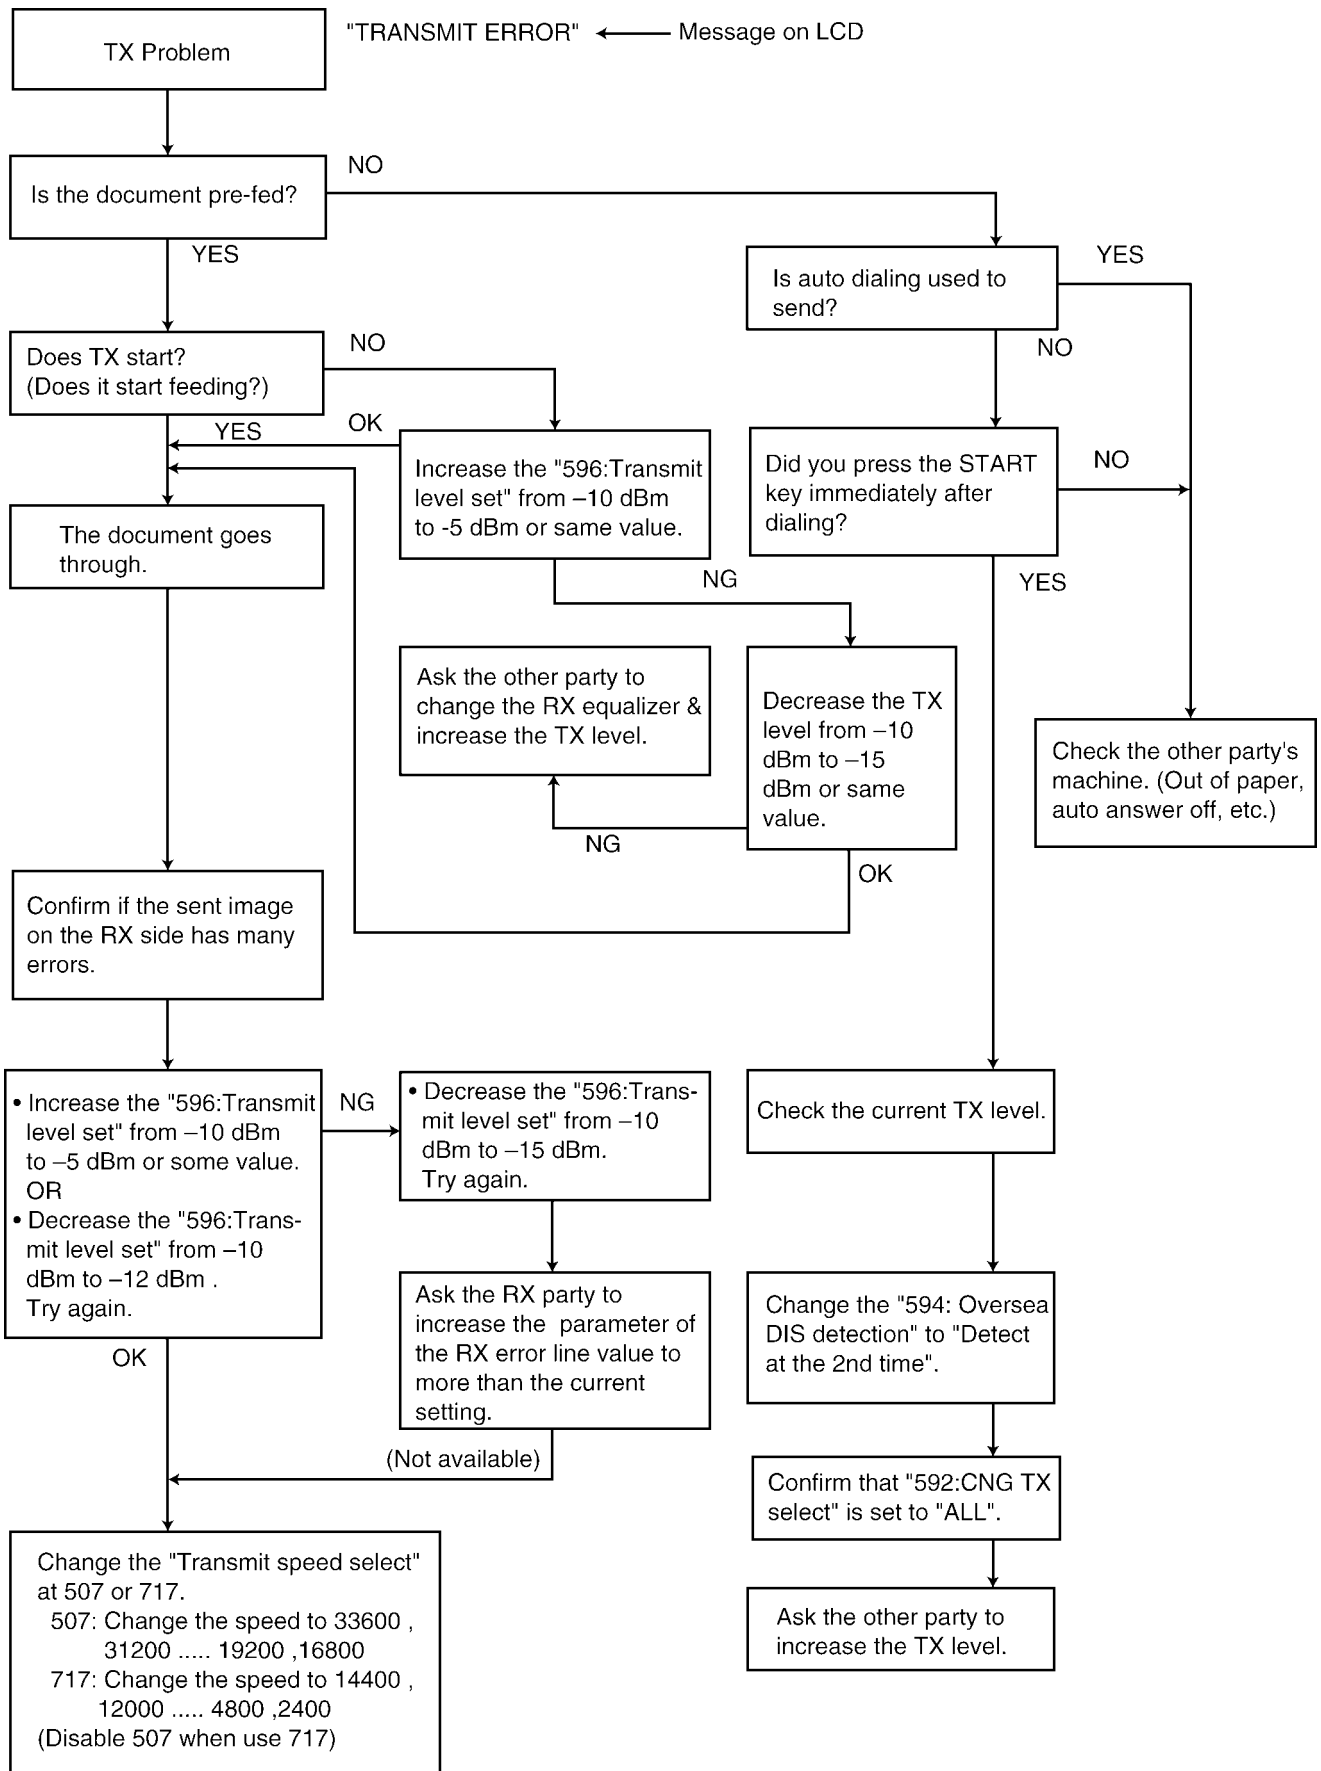 TX Problem
"TRANSMIT ERROR"
Message on LCD
Is the document pre-fed?
NO
YES
Is auto dialing used to
send?
YES
NO
Does TX start?
(Does it start feeding?)
NO
YES
OK
Increase the "596:Transmit
level set" from –10 dBm
to -5 dBm or same value.
NG
Did you press the START
key immediately after
dialing?
NO
YES
The document goes
through.
Ask the other party to
change the RX equalizer &
increase the TX level.
Decrease the TX
level from –10
dBm to –15
dBm or same
value.
NG
OK
Check the other party's
machine. (Out of paper,
auto answer off, etc.)
Confirm if the sent image
on the RX side has many
errors.
• Increase the "596:Transmit
level set" from –10 dBm
to –5 dBm or some value.
OR
• Decrease the "596:Trans-
mit level set" from –10
dBm to –12 dBm .
Try again.
NG
OK
• Decrease the "596:Trans-
mit level set" from –10
dBm to –15 dBm.
Try again.
Ask the RX party to
increase the parameter of
the RX error line value to
more than the current
setting.
(Not available)
Check the current TX level.
Change the "594: Oversea
DIS detection" to "Detect
at the 2nd time".
Confirm that "592:CNG TX
select" is set to "ALL".
Ask the other party to
increase the TX level.
Change the "Transmit speed select"
at 507 or 717.
507: Change the speed to 33600 ,
31200 ..... 19200 ,16800
717: Change the speed to 14400 ,
12000 ..... 4800 ,2400
(Disable 507 when use 717)